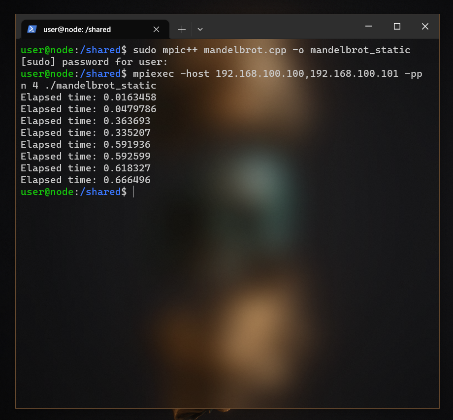 user@node: /shared
user@node:/shared$ sudo mpic++ mandelbrot.cpp -o mandelbrot_static
[sudo] password for user:
user@node:/shared$ mpiexec -host 192.168.100.100,192.168.100.101 -pp
n 4 ./mandelbrot_static
Elapsed time: 0.0163458
Elapsed time: 0.0479786
Elapsed time: 0.363693
Elapsed time: 0.335207
Elapsed time: 0.591936
Elapsed time: 0.592599
Elapsed time: 0.618327
Elapsed time: 0.666496
user@node:/shared$